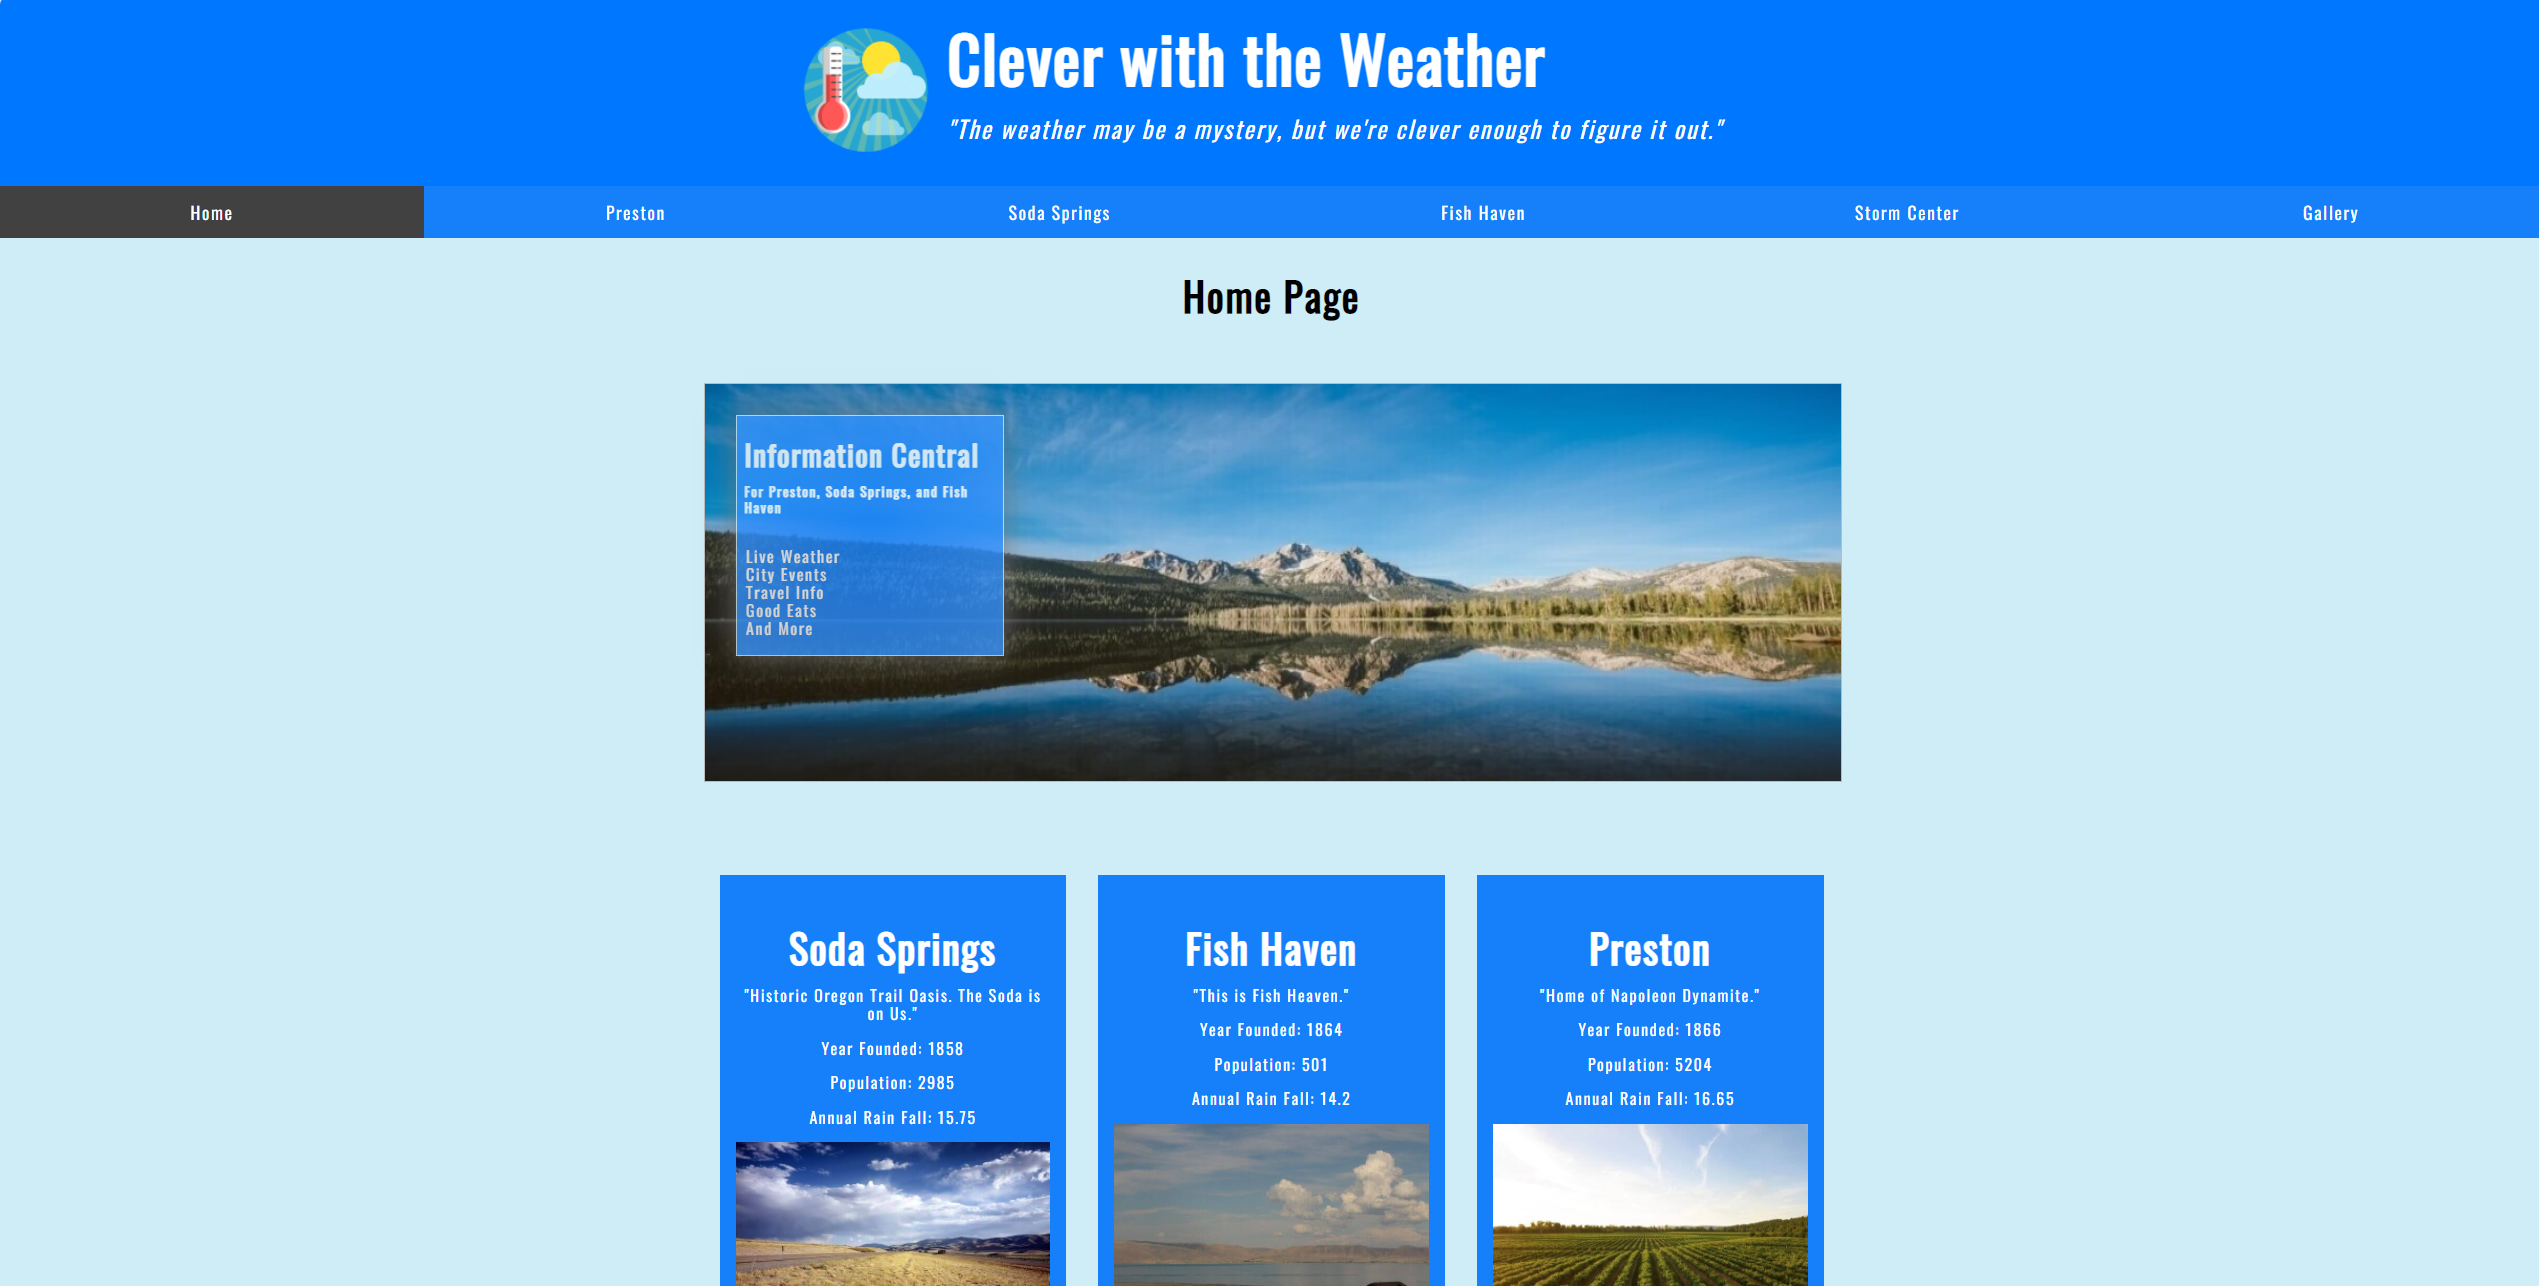 Clever with the Weather
"The weather may be a mystery, but we're clever enough to figure it out."
Home
Preston
Soda Springs
Fish Haven
Storm Center
Gallery
Home Page
Information Central
For Preston, Soda Springs, and Fish
Haven
Live Weather
City Events
Travel Info
Good Eats
And More
Soda Springs
"Historic Oregon Trail Oasis. The Soda is
on Us."
Year Founded: 1858
Population: 2985
Annual Rain Fall: 15.75
Fish Haven
"This is Fish Heaven."
Year Founded: 1864
Population: 501
Annual Rain Fall: 14.2
Preston
"Home of Napoleon Dynamite."
Year Founded: 1866
Population: 5204
Annual Rain Fall: 16.65